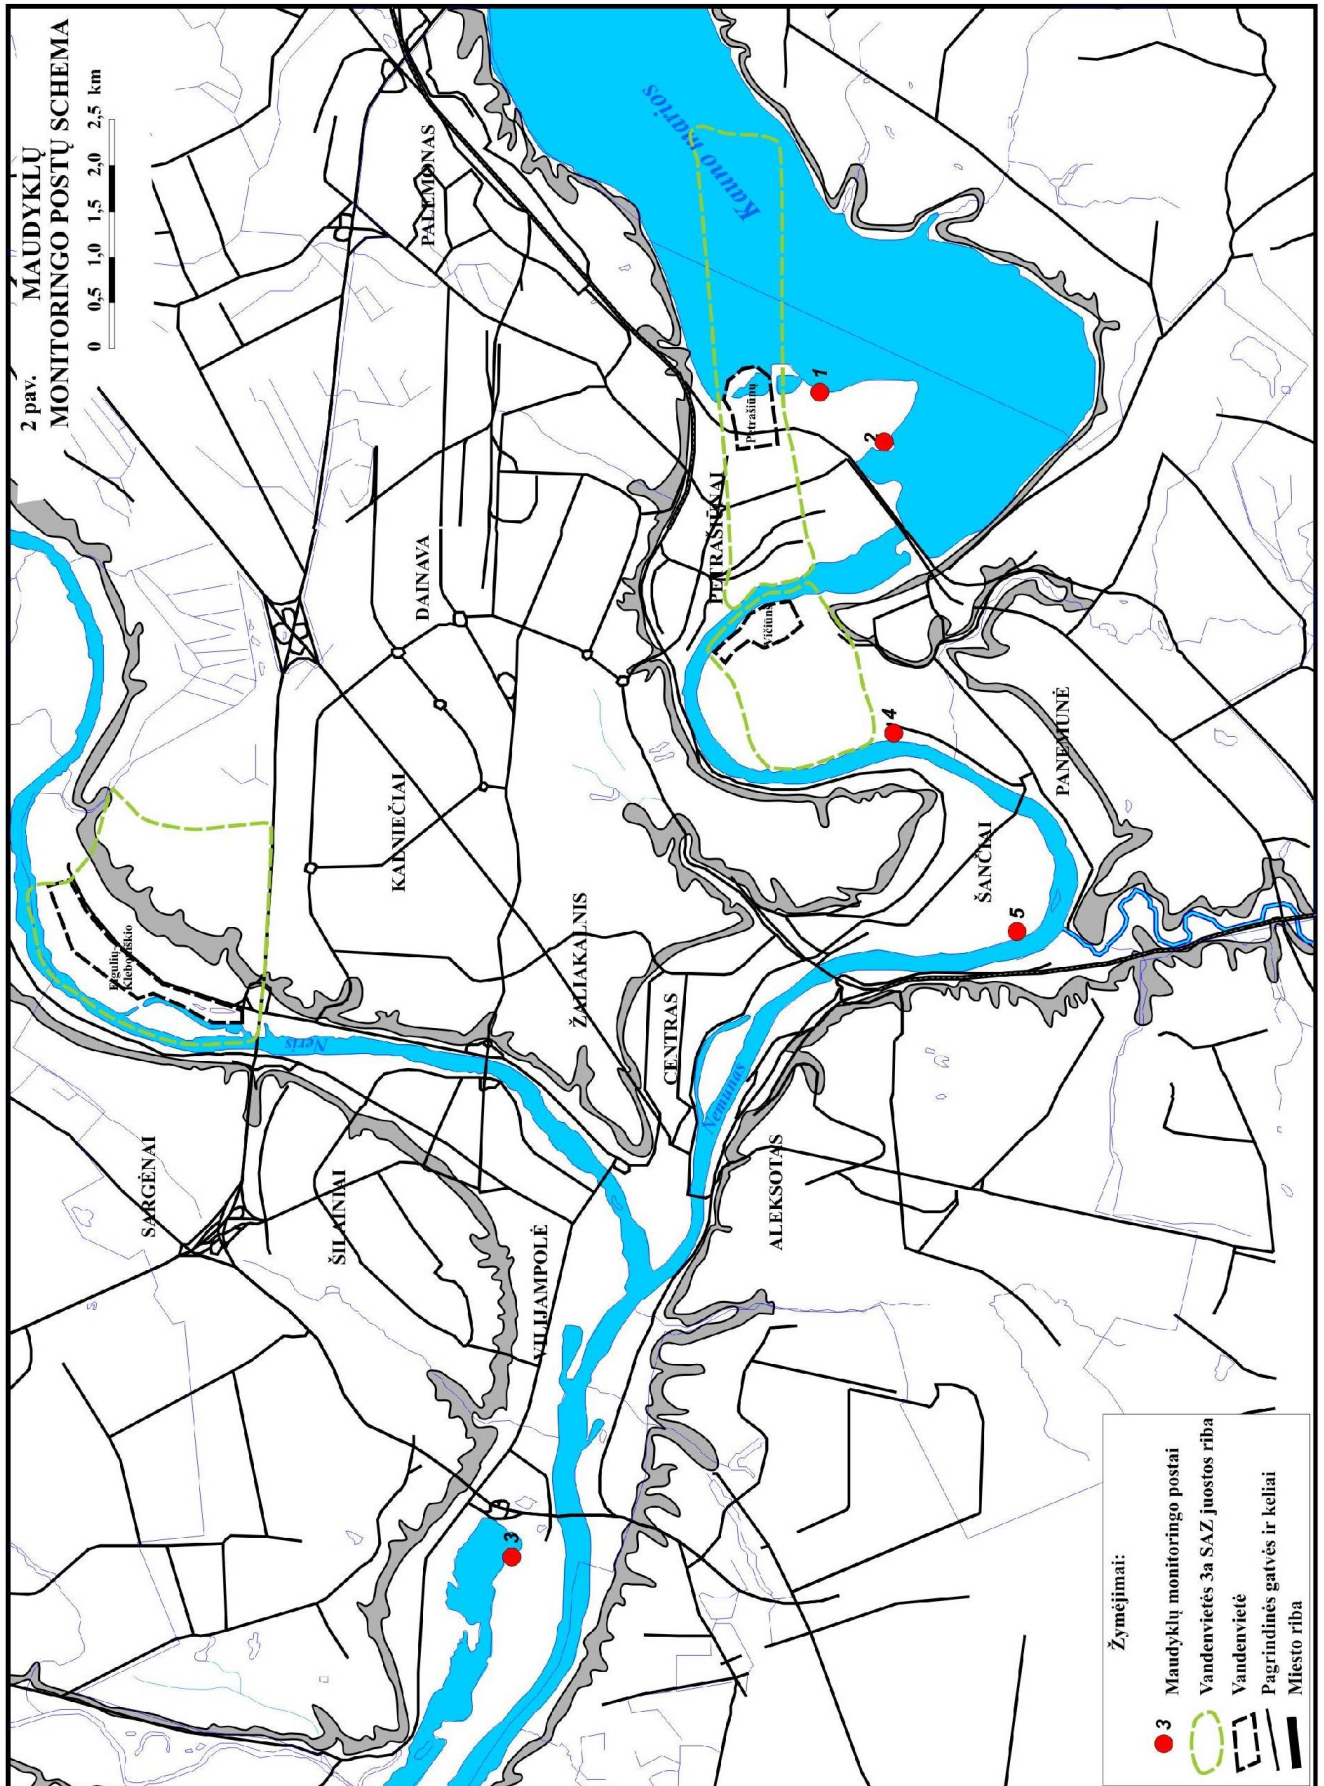 2 pav. MAUDYKLŲ
MONITORINGO POSTŲ SCHEMA
0 0,5 1,0 1,5 2,0 2,5 km
SARGĖNAI
ŠILAINIAI
VILIJAMPOLĖ
Neris
KALNIEČIAI
DAINAVA
PALEMONAS
ŽALIAKALNIS
CENTRAS
Nemunas
ALEKSOTAS
ŠANČIAI
PANEMUNĖ
PETRAŠIŪNAI
Petrašiūnų
Vičiūnų
Eigulių-
Kleboniškio
Kauno marios
1
2
3
4
5
Žymėjimai:
3 Maudyklų monitoringo postai
Vandenvietės 3a SAZ juostos riba
Vandenvietė
Pagrindinės gatvės ir keliai
Miesto riba